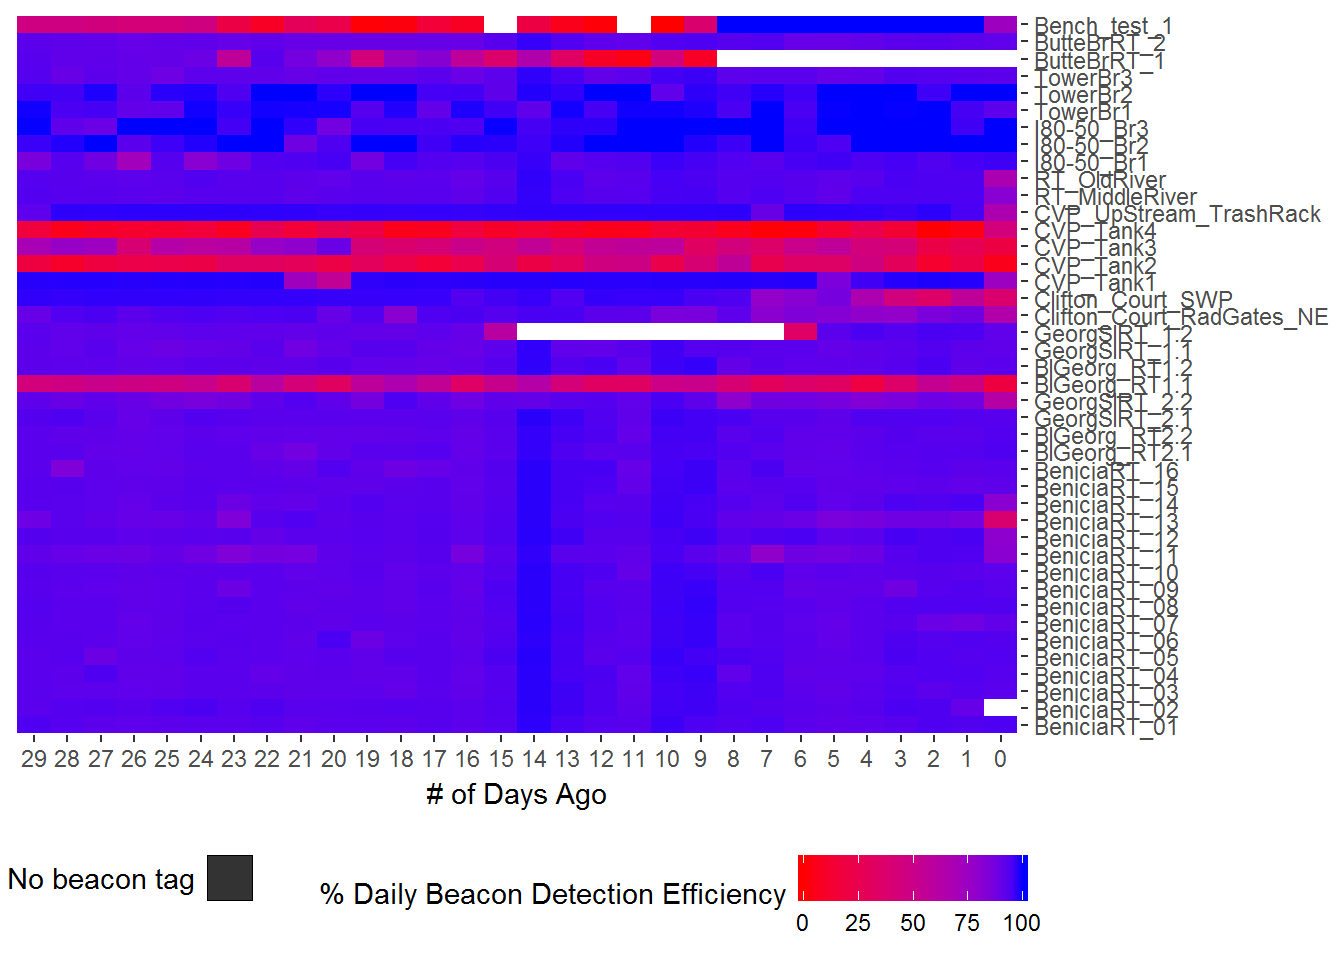 Bench_test_1
ButteBrRT_2
ButteBrRT_1
TowerBr3
TowerBr2
TowerBr1
I80-50_Br3
I80-50_Br2
I80-50_Br1
RT_OldRiver
RT_MiddleRiver
CVP_UpStream_TrashRack
CVP_Tank4
CVP_Tank3
CVP_Tank2
CVP_Tank1
Clifton_Court_SWP
Clifton_Court_RadGates_NE
GeorgSlRT_1.2
GeorgSlRT_1.1
BlGeorg_RT1.2
BlGeorg_RT1.1
GeorgSlRT_2.2
GeorgSlRT_2.1
BlGeorg_RT2.2
BlGeorg_RT2.1
BeniciaRT_16
BeniciaRT_15
BeniciaRT_14
BeniciaRT_13
BeniciaRT_12
BeniciaRT_11
BeniciaRT_10
BeniciaRT_09
BeniciaRT_08
BeniciaRT_07
BeniciaRT_06
BeniciaRT_05
BeniciaRT_04
BeniciaRT_03
BeniciaRT_02
BeniciaRT_01
29 28 27 26 25 24 23 22 21 20 19 18 17 16 15 14 13 12 11 10 9 8 7 6 5 4 3 2 1 0
# of Days Ago
No beacon tag
% Daily Beacon Detection Efficiency
0 25 50 75 100